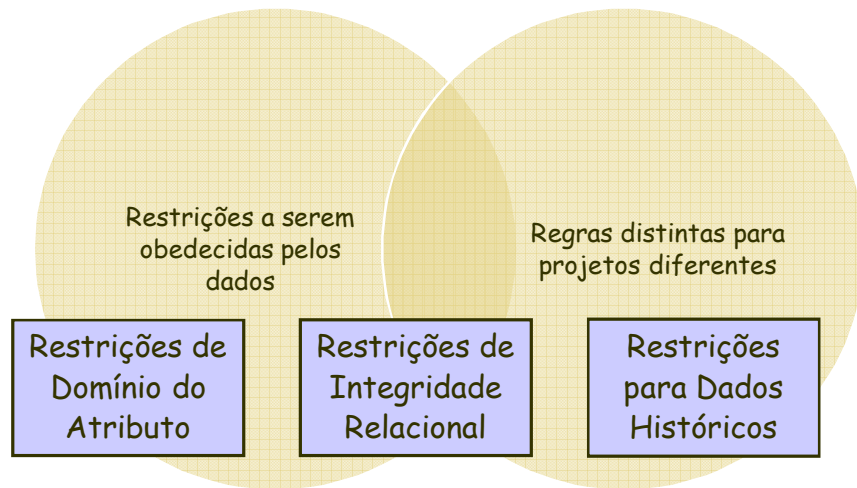 Restrições a serem
obedecidas pelos
dados
Regras distintas para
projetos diferentes
Restrições de
Domínio do
Atributo
Restrições de
Integridade
Relacional
Restrições
para Dados
Históricos